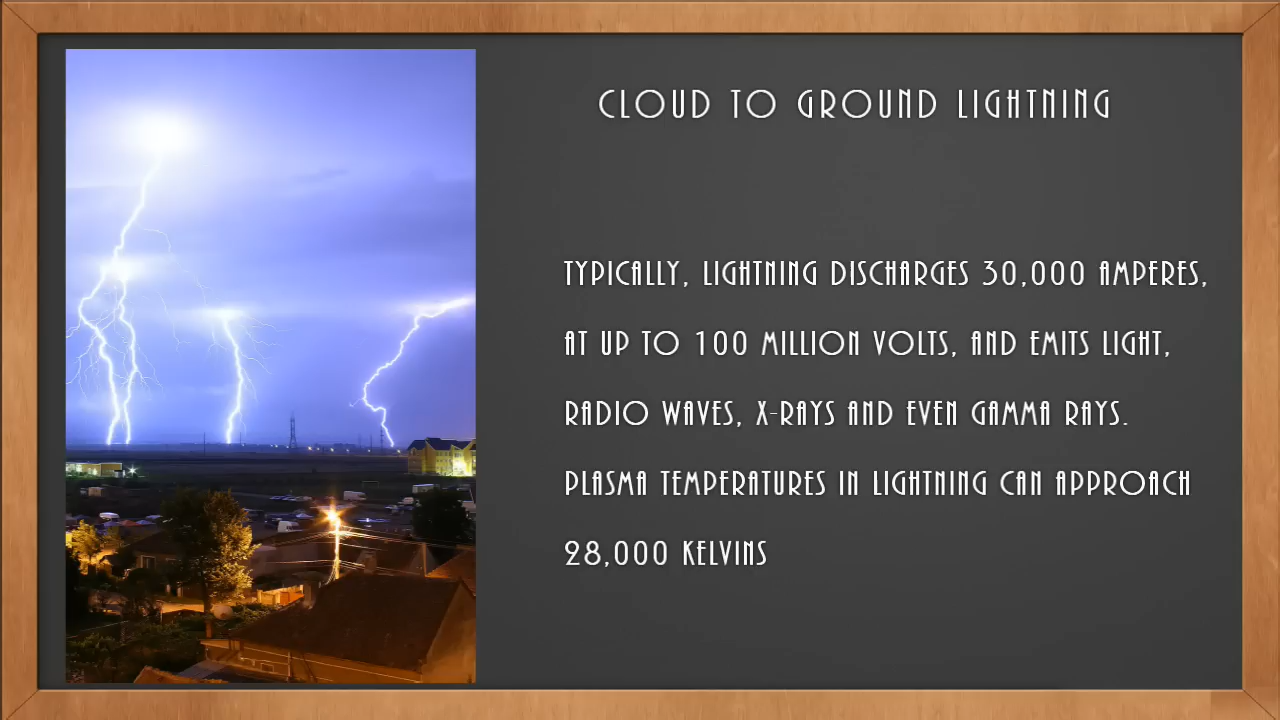 CLOUD TO GROUND LIGHTNING
TYPICALLY, LIGHTNING DISCHARGES 30,000 AMPERES,
AT UP TO 100 MILLION VOLTS, AND EMITS LIGHT,
RADIO WAVES, X-RAYS AND EVEN GAMMA RAYS.
PLASMA TEMPERATURES IN LIGHTNING CAN APPROACH
28,000 KELVINS